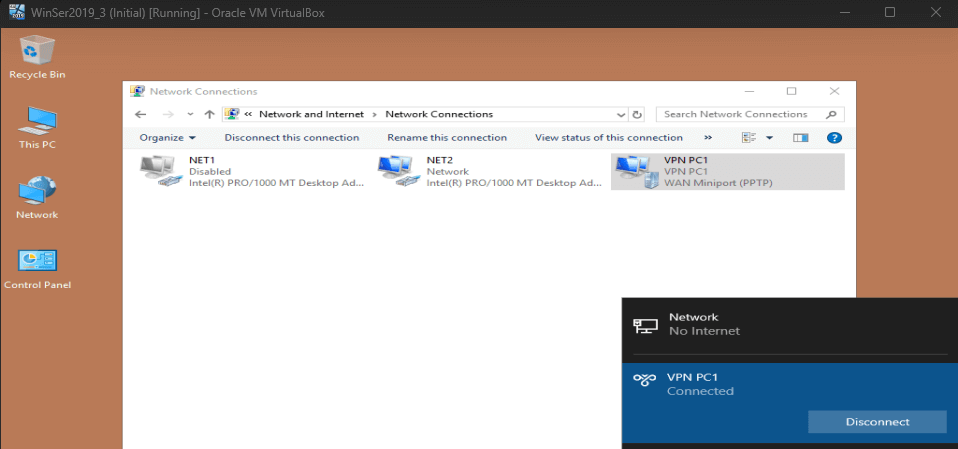 WinSer2019_3 (Initial) [Running] - Oracle VM VirtualBox
Recycle Bin
This PC
Network
Control Panel
Network Connections
« Network and Internet > Network Connections
Search Network Connections
Organize
Disconnect this connection
Rename this connection
View status of this connection
»
NET1
Disabled
Intel(R) PRO/1000 MT Desktop Ad...
NET2
Network
Intel(R) PRO/1000 MT Desktop Ad...
VPN PC1
VPN PC1
WAN Miniport (PPTP)
Network
No Internet
VPN PC1
Connected
Disconnect